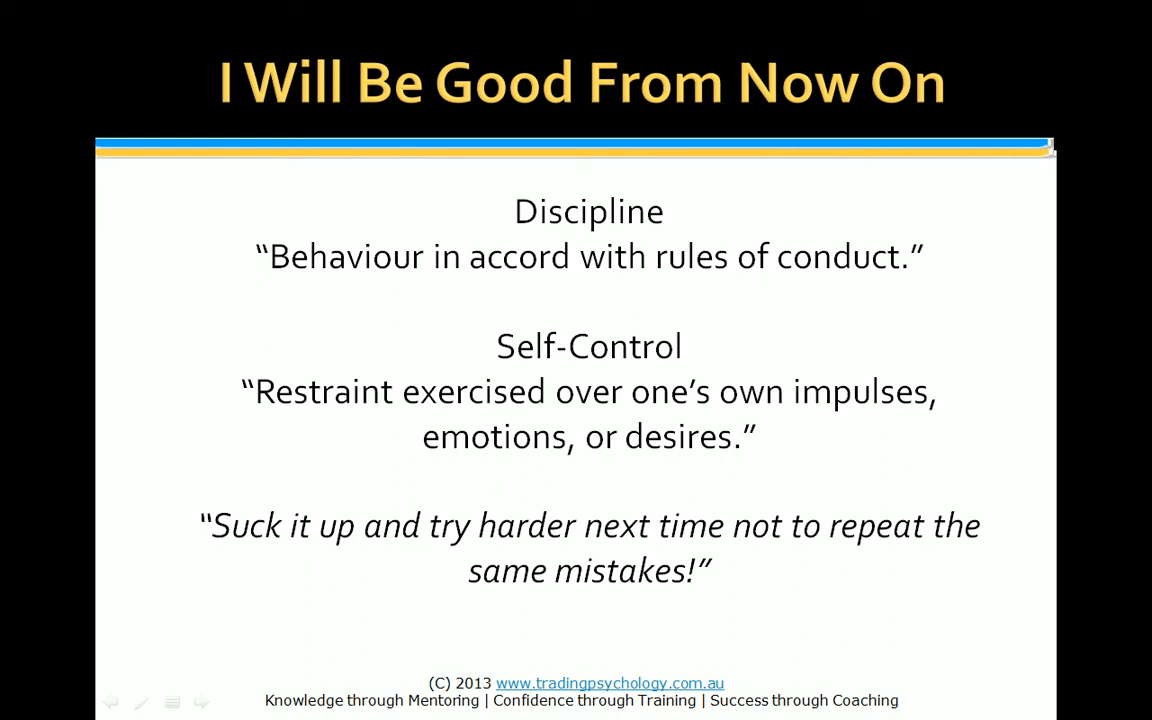 I Will Be Good From Now On
Discipline
“Behaviour in accord with rules of conduct.”
Self-Control
“Restraint exercised over one’s own impulses,
emotions, or desires.”
“Suck it up and try harder next time not to repeat the
same mistakes!”
(C) 2013 www.tradingpsychology.com.au
Knowledge through Mentoring | Confidence through Training | Success through Coaching